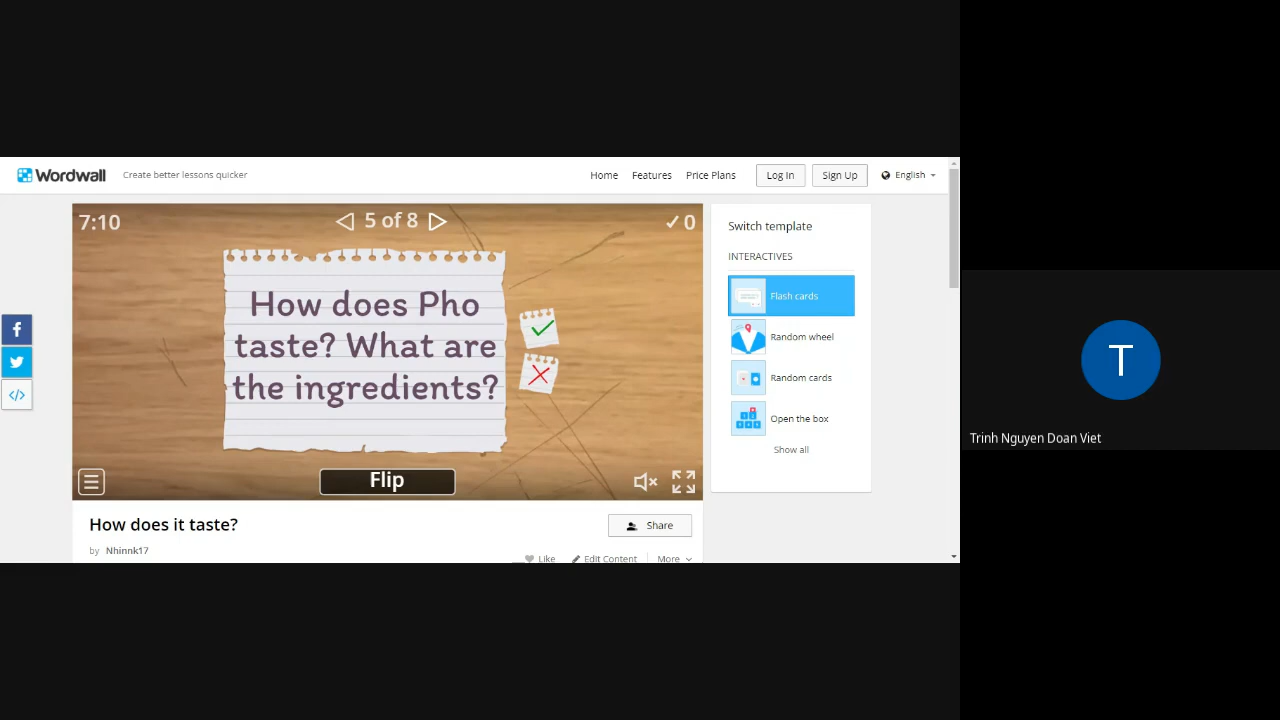 Wordwall
Create better lessons quicker
Home
Features
Price Plans
Log In
Sign Up
English
7:10
5 of 8
✓ 0
How does Pho
taste? What are
the ingredients?
Flip
Switch template
INTERACTIVES
Flash cards
Random wheel
Random cards
Open the box
Show all
How does it taste?
Share
by Nhinnk17
Like
Edit Content
More
T
Trinh Nguyen Doan Viet